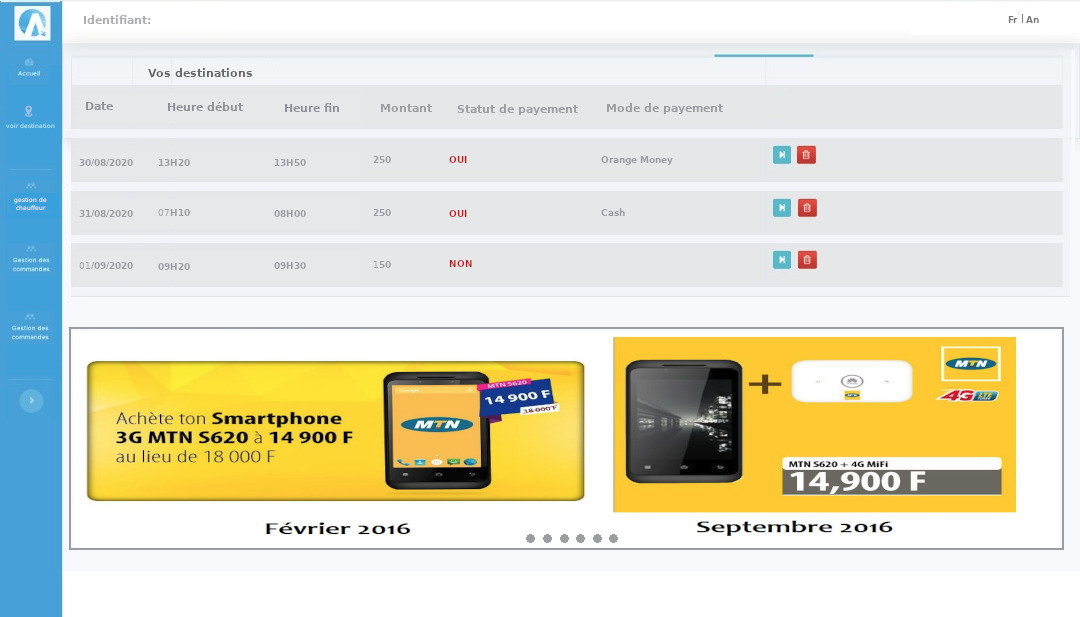 Identifiant:
Fr | An
Accueil
voir destination
gestion de
chauffeur
Gestion des
commandes
Gestion des
commandes
Vos destinations
Date Heure début Heure fin Montant Statut de payement Mode de payement
30/08/2020 13H20 13H50 250 OUI Orange Money
31/08/2020 07H10 08H00 250 OUI Cash
01/09/2020 09H20 09H30 150 NON
Achète ton Smartphone
3G MTN S620 à 14 900 F
au lieu de 18 000 F
MTN S620
14 900 F
18 000 F
MTN
Février 2016
MTN
4G LTE
MTN S620 + 4G MiFi
14,900 F
Septembre 2016